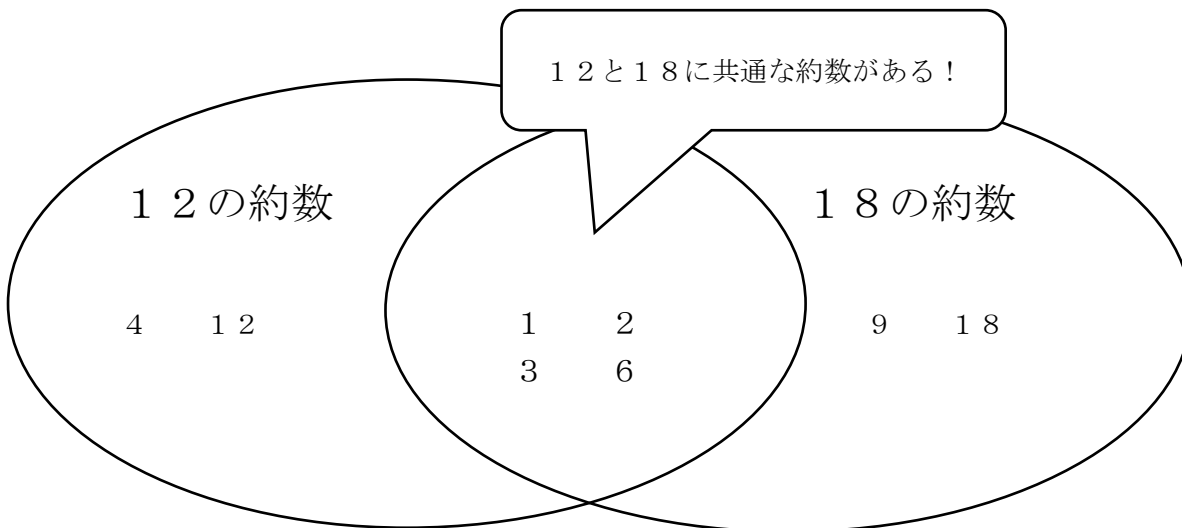 １２と１８に共通な約数がある！
１２の約数
１８の約数
４　　１２
１　　２
３　　６
９　　１８